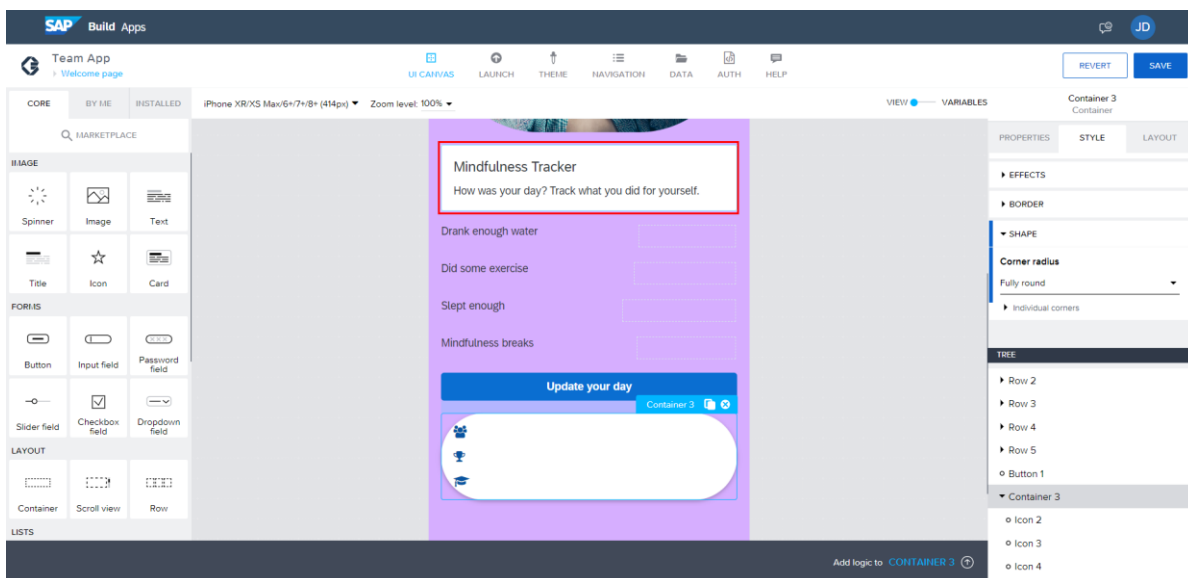 SAP Build Apps
JD
Team App
Welcome page
UI CANVAS LAUNCH THEME NAVIGATION DATA AUTH HELP
REVERT SAVE
CORE BY ME INSTALLED
iPhone XR/XS Max/6+/7+/8+ (414px) Zoom level: 100%
VIEW VARIABLES
Container 3
Container
MARKETPLACE
PROPERTIES STYLE LAYOUT
IMAGE
Spinner Image Text
Title Icon Card
FORMS
Button Input field Password field
Slider field Checkbox field Dropdown field
LAYOUT
Container Scroll view Row
LISTS
Mindfulness Tracker
How was your day? Track what you did for yourself.
Drank enough water
Did some exercise
Slept enough
Mindfulness breaks
Update your day
Container 3
EFFECTS
BORDER
SHAPE
Corner radius
Fully round
Individual corners
TREE
Row 2
Row 3
Row 4
Row 5
Button 1
Container 3
Icon 2
Icon 3
Icon 4
Add logic to CONTAINER 3